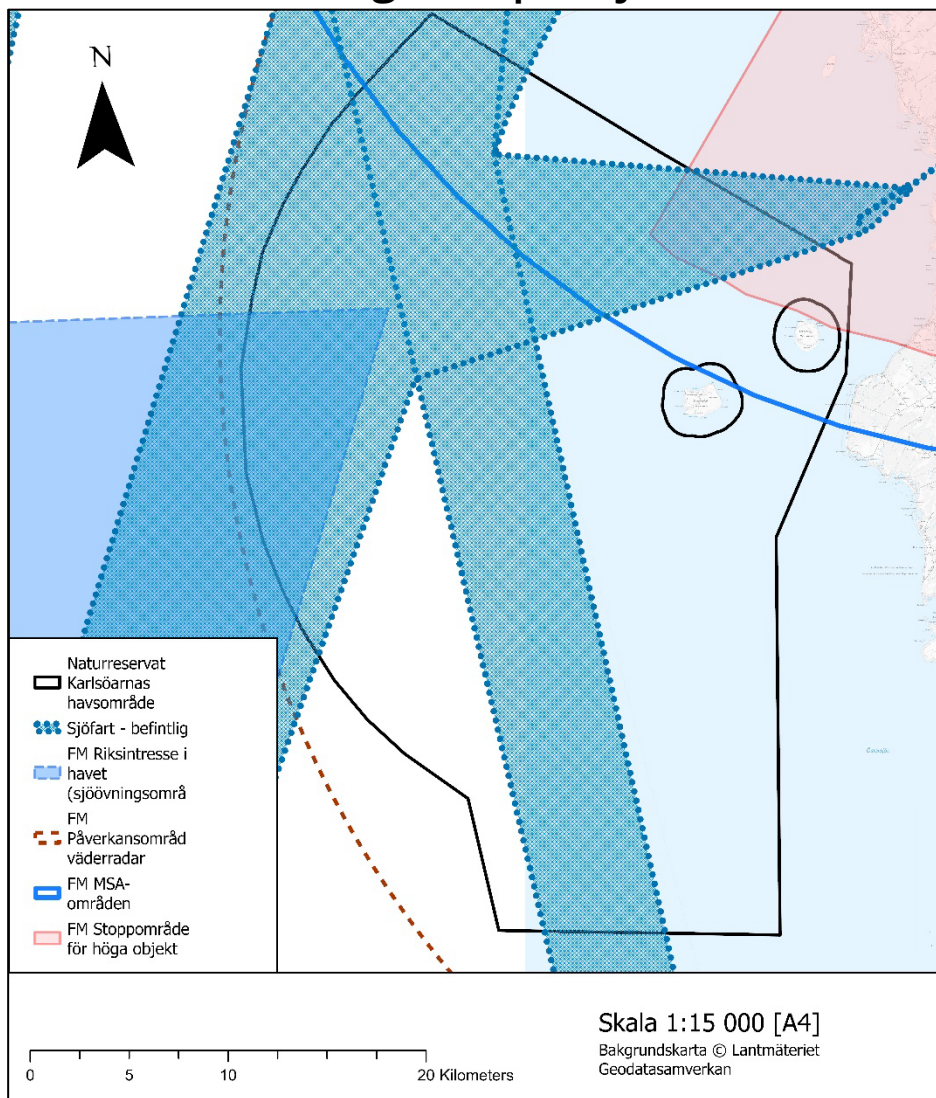 N
Naturreservat
Karlsöarnas
havsområde
Sjöfart - befintlig
FM Riksintresse i
havet
(sjöövningsområ
FM
Påverkansområd
väderradar
FM MSA-
områden
FM Stoppområde
för höga objekt
0 5 10 20 Kilometers
Skala 1:15 000 [A4]
Bakgrundskarta © Lantmäteriet
Geodatasamverkan